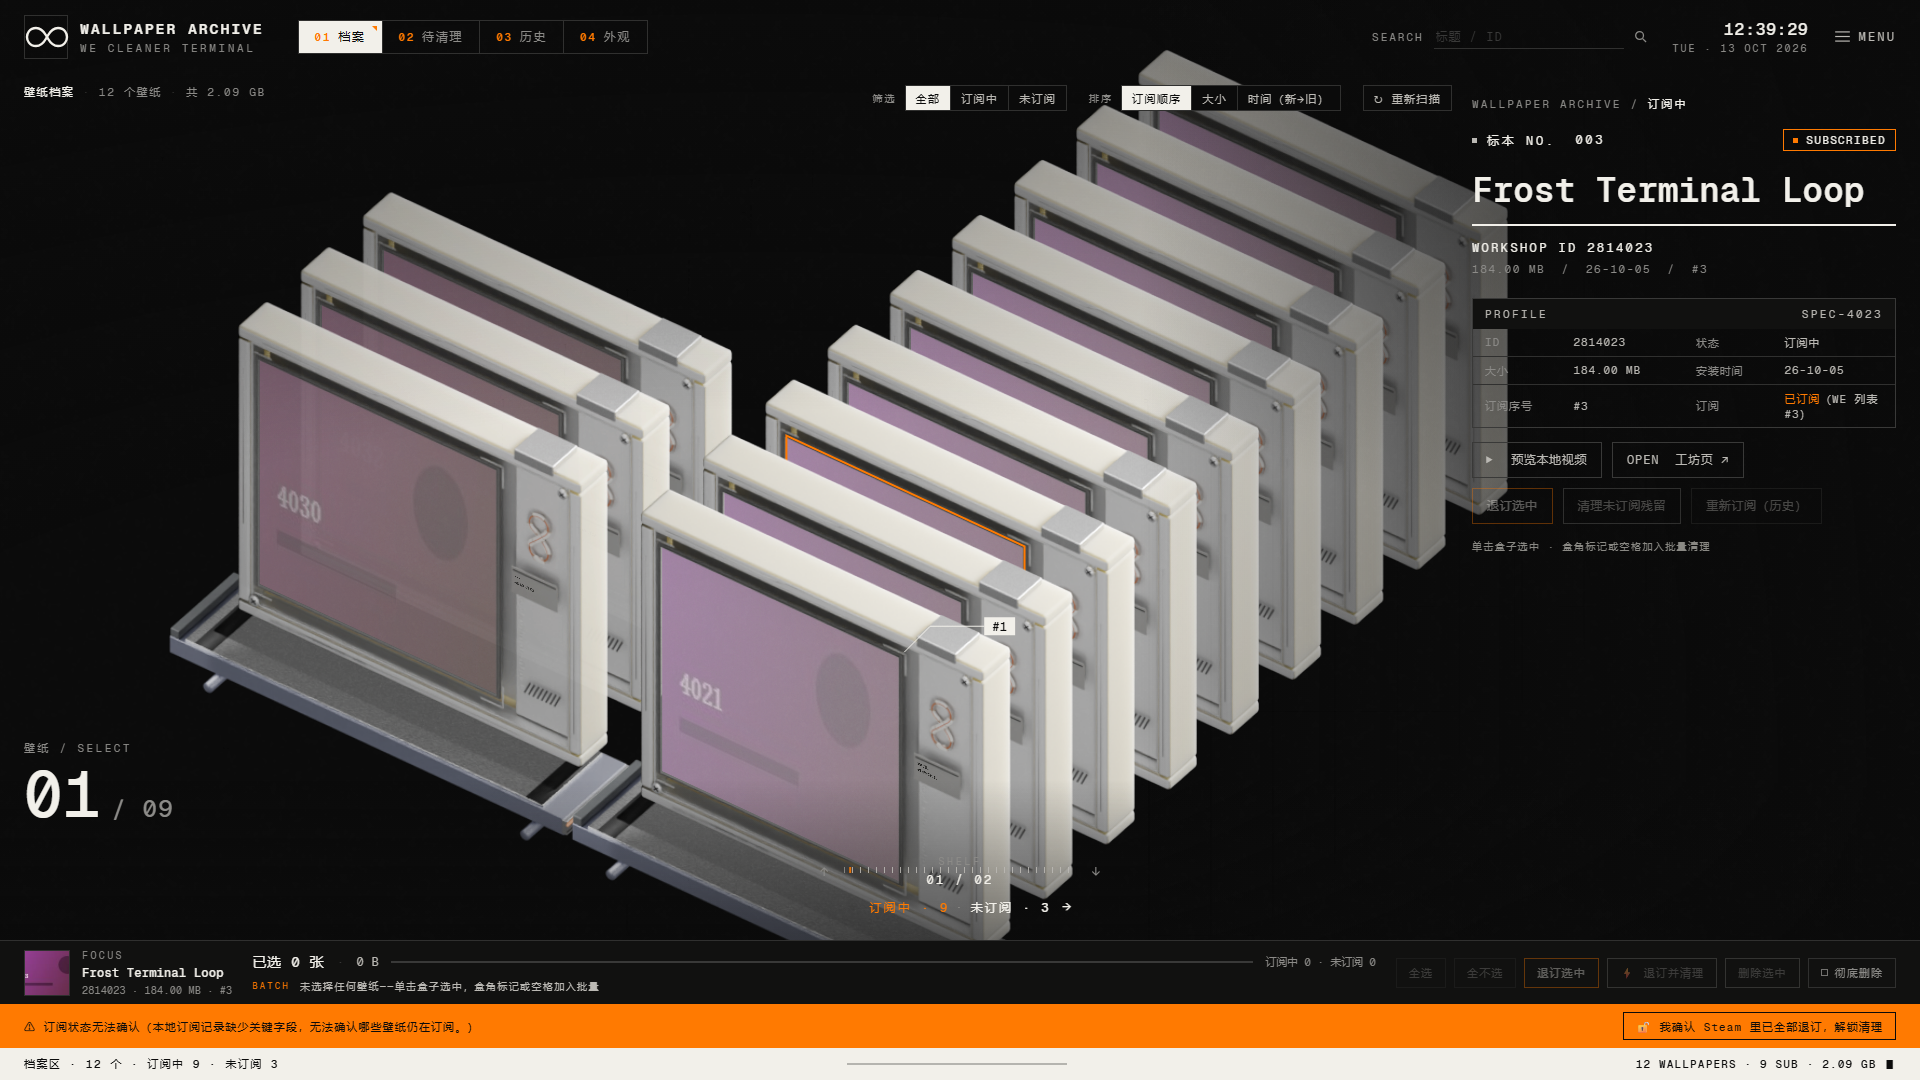 WALLPAPER ARCHIVE
WE CLEANER TERMINAL
01 档案
02 待清理
03 历史
04 外观
SEARCH 标题 / ID
12:39:29
TUE · 13 OCT 2026
MENU
壁纸档案 · 12 个壁纸 · 共 2.09 GB
筛选 全部 订阅中 未订阅
排序 订阅顺序 大小 时间 (新→旧)
↻ 重新扫描
WALLPAPER ARCHIVE / 订阅中
标本 NO. 003
SUBSCRIBED
Frost Terminal Loop
WORKSHOP ID 2814023
184.00 MB / 26-10-05 / #3
PROFILE SPEC-4023
ID 2814023 状态 订阅中
大小 184.00 MB 安装时间 26-10-05
订阅序号 #3 订阅 已订阅 (WE 列表 #3)
预览本地视频
OPEN 工坊页 ↗
退订选中
清理未订阅残留
重新订阅 (历史)
单击盒子选中 · 盒角标记或空格加入批量清理
4030
4021
#1
壁纸 / SELECT
01 / 09
SHELF
↑ ↓
01 / 02
订阅中 · 9 · 未订阅 · 3 →
FOCUS
Frost Terminal Loop
2814023 · 184.00 MB · #3
已选 0 张 · 0 B
订阅中 0 · 未订阅 0
BATCH 未选择任何壁纸——单击盒子选中, 盒角标记或空格加入批量清理
全选
全不选
退订选中
退订并清理
删除选中
彻底删除
⚠ 订阅状态无法确认 (本地订阅记录缺少关键字段, 无法确认哪些壁纸仍在订阅。)
我确认 Steam 里已全部退订, 解锁清理
档案区 · 12 个 · 订阅中 9 · 未订阅 3
12 WALLPAPERS · 9 SUB · 2.09 GB